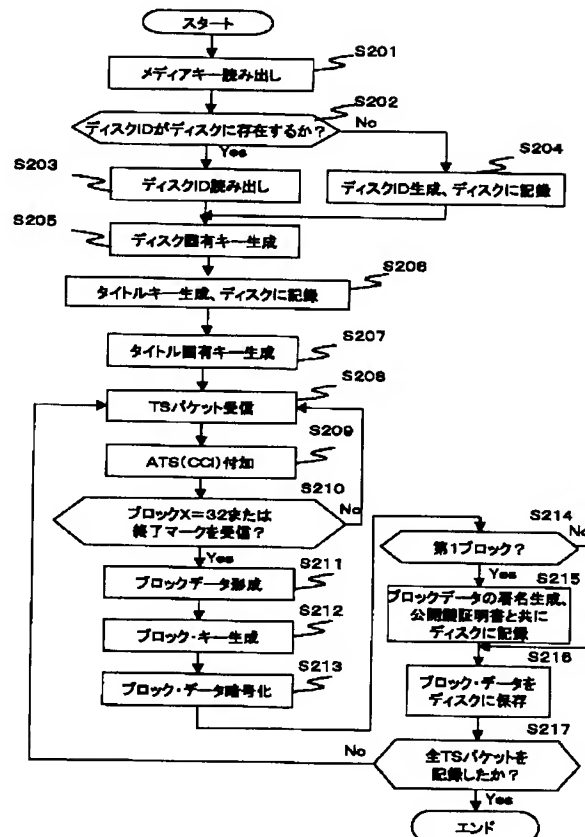 スタート
S201
メディアキー読み出し
S202
ディスクIDがディスクに存在するか?
No
Yes
S203
ディスクID読み出し
S204
ディスクID生成、ディスクに記録
S205
ディスク固有キー生成
S206
タイトルキー生成、ディスクに記録
S207
タイトル固有キー生成
S208
TSパケット受信
S209
ATS(CCI)付加
S210
ブロックX=32または
終了マークを受信?
No
Yes
S211
ブロックデータ形成
S212
ブロック・キー生成
S213
ブロック・データ暗号化
S214
第1ブロック?
No
Yes
S215
ブロックデータの署名生成、
公開鍵証明書と共に
ディスクに記録
S216
ブロック・データを
ディスクに保存
S217
全TSパケットを
記録したか?
No
Yes
エンド